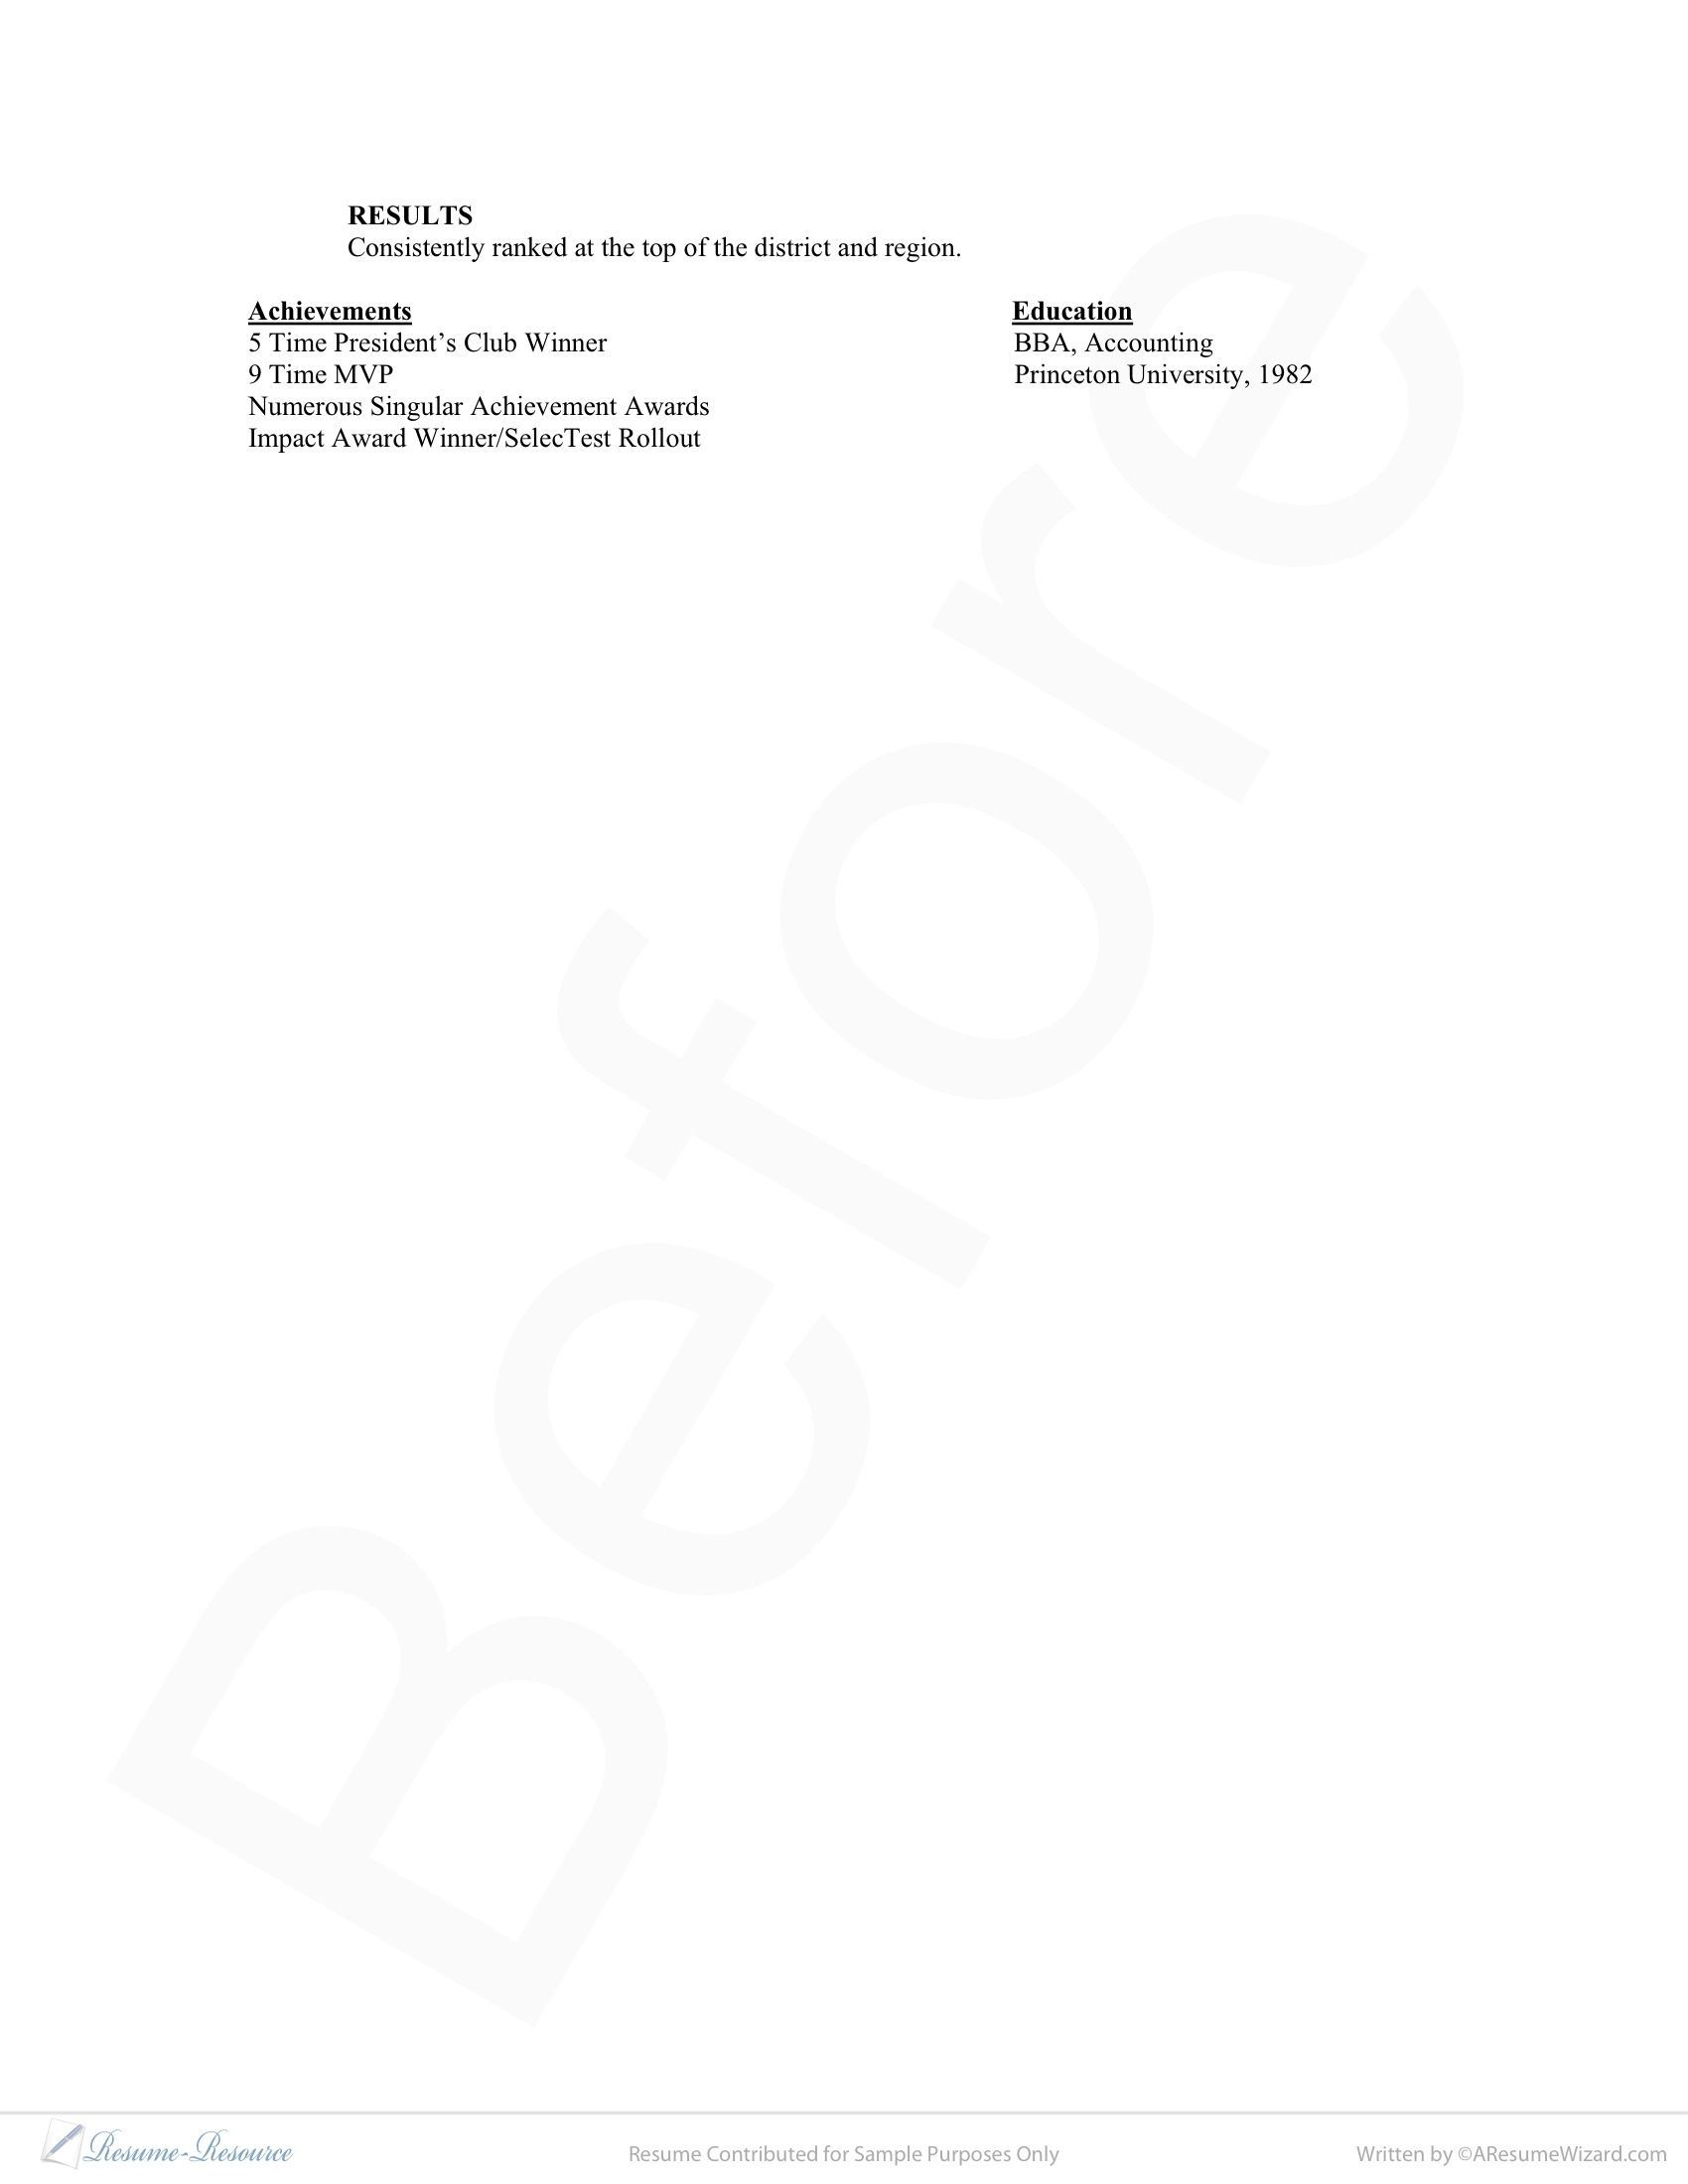 RESULTS
Consistently ranked at the top of the district and region.
Achievements
5 Time President’s Club Winner
9 Time MVP
Numerous Singular Achievement Awards
Impact Award Winner/SelecTest Rollout
Education
BBA, Accounting
Princeton University, 1982
Before
Resume-Resource
Resume Contributed for Sample Purposes Only
Written by ©AResumeWizard.com